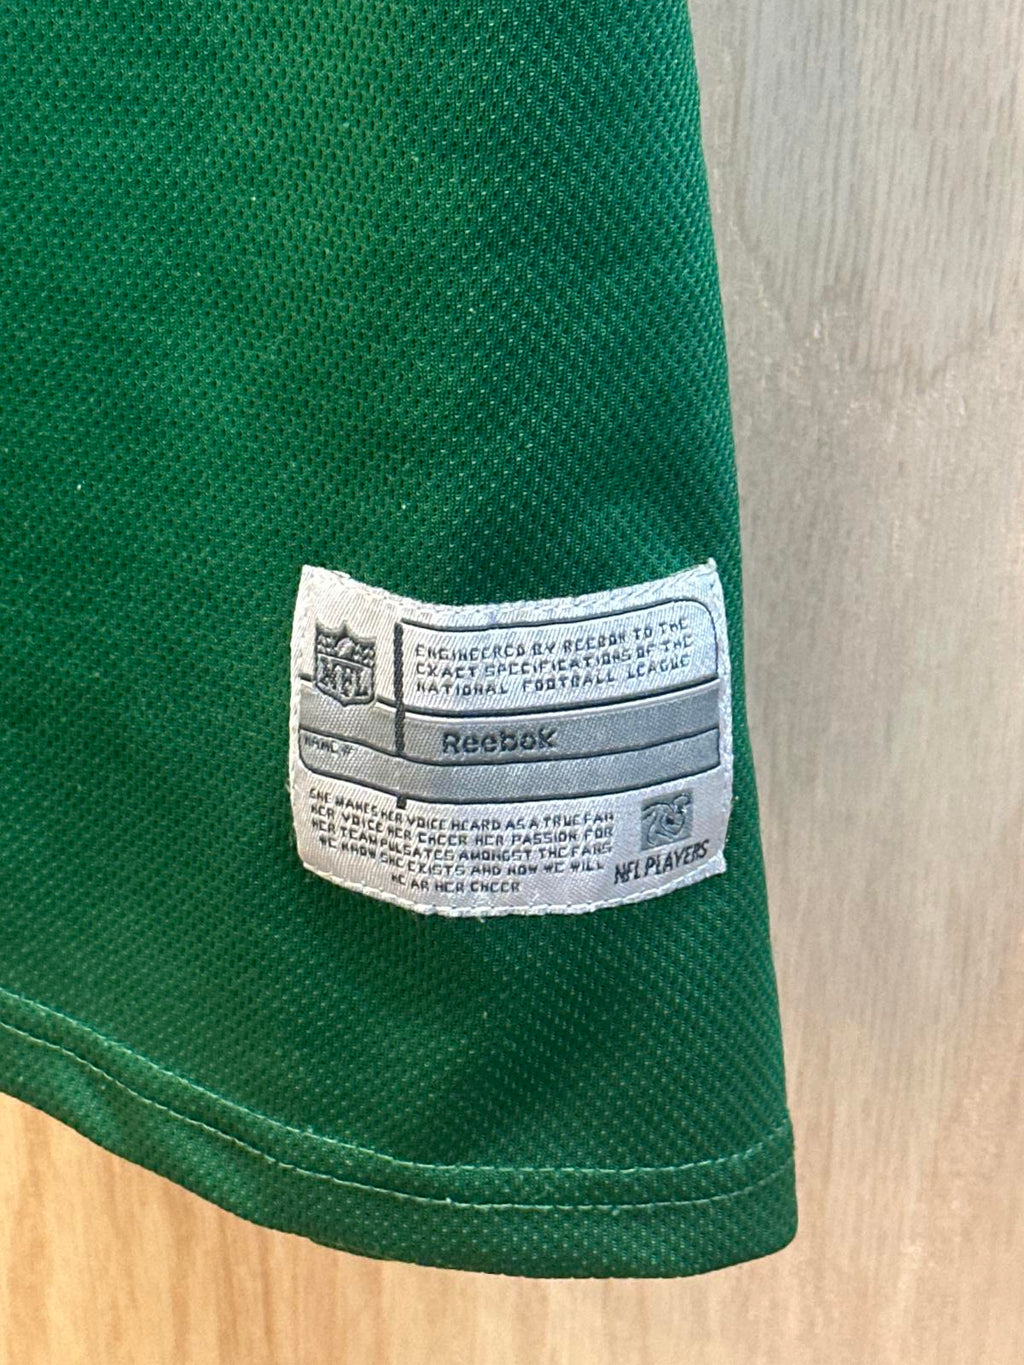 NFL
ENGINEERED BY REEBOK TO THE
EXACT SPECIFICATIONS OF THE
NATIONAL FOOTBALL LEAGUE
Reebok
NAME #
SHE MAKES HER VOICE HEARD AS A TRUE FAN
HER VOICE HER CHEER HER PASSION FOR
HER TEAM PULSATES AMONGST THE FANS
WE KNOW SHE EXISTS AND NOW WE WILL
HEAR HER CHEER
NFL PLAYERS